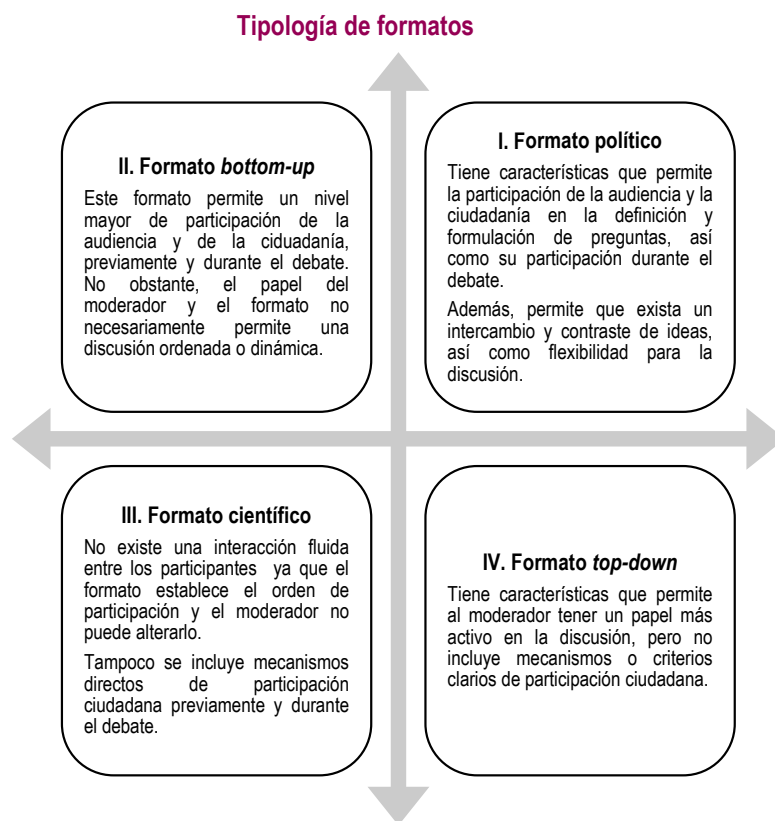 Tipología de formatos
II. Formato bottom-up
Este formato permite un nivel
mayor de participación de la
audiencia y de la ciduadanía,
previamente y durante el debate.
No obstante, el papel del
moderador y el formato no
necesariamente permite una
discusión ordenada o dinámica.
I. Formato político
Tiene características que permite
la participación de la audiencia y la
ciudadanía en la definición y
formulación de preguntas, así
como su participación durante el
debate.
Además, permite que exista un
intercambio y contraste de ideas,
así como flexibilidad para la
discusión.
III. Formato científico
No existe una interacción fluida
entre los participantes ya que el
formato establece el orden de
participación y el moderador no
puede alterarlo.
Tampoco se incluye mecanismos
directos de participación
ciudadana previamente y durante
el debate.
IV. Formato top-down
Tiene características que permite
al moderador tener un papel más
activo en la discusión, pero no
incluye mecanismos o criterios
clarios de participación ciudadana.